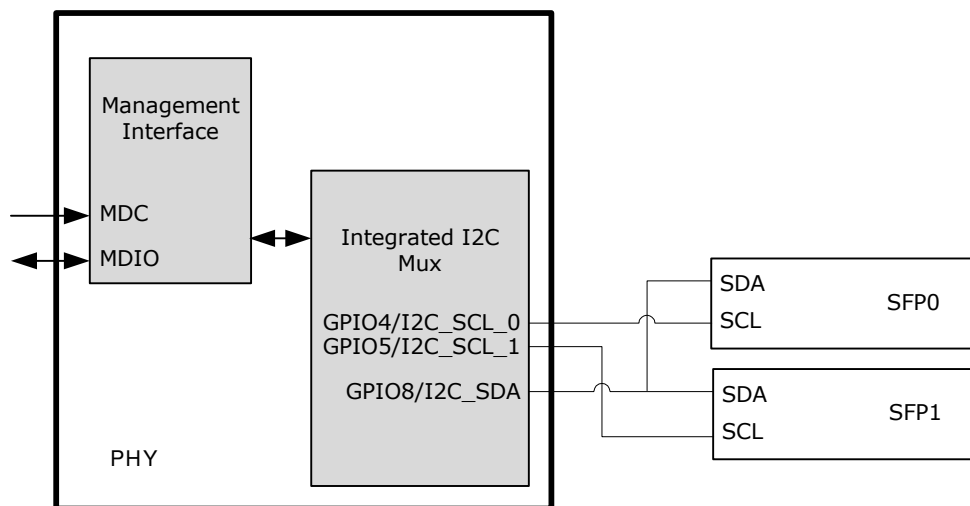 Management
Interface
MDC
MDIO
Integrated I2C
Mux
GPIO4/I2C_SCL_0
GPIO5/I2C_SCL_1
GPIO8/I2C_SDA
PHY
SDA
SCL
SFP0
SDA
SCL
SFP1